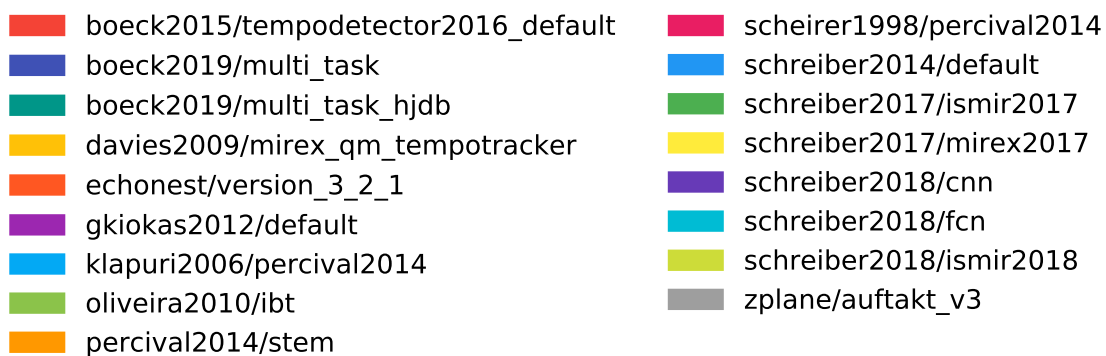 boeck2015/tempodetector2016_default
boeck2019/multi_task
boeck2019/multi_task_hjdb
davies2009/mirex_qm_tempotracker
echonest/version_3_2_1
gkiokas2012/default
klapuri2006/percival2014
oliveira2010/ibt
percival2014/stem
scheirer1998/percival2014
schreiber2014/default
schreiber2017/ismir2017
schreiber2017/mirex2017
schreiber2018/cnn
schreiber2018/fcn
schreiber2018/ismir2018
zplane/auftakt_v3